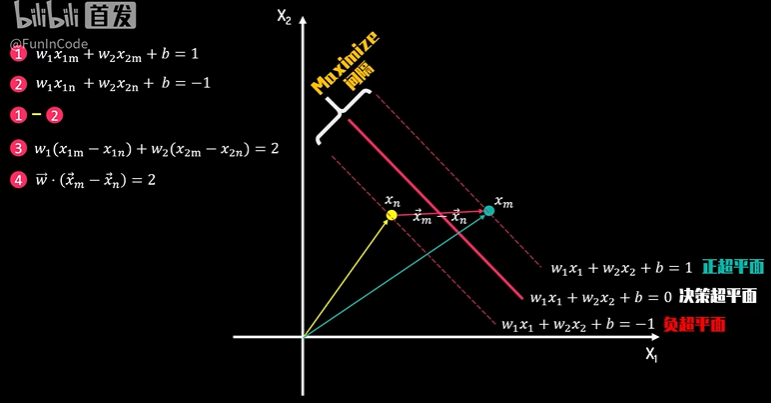 bilibili 首发
@FunInCode
1 w₁x₁ₘ + w₂x₂ₘ + b = 1
2 w₁x₁ₙ + w₂x₂ₙ + b = −1
1 − 2
3 w₁(x₁ₘ − x₁ₙ) + w₂(x₂ₘ − x₂ₙ) = 2
4 w⃗ · (x⃗ₘ − x⃗ₙ) = 2
X₂
Maximize
间隔
xₙ
xₘ
x⃗ₘ − x⃗ₙ
w₁x₁ + w₂x₂ + b = 1 正超平面
w₁x₁ + w₂x₂ + b = 0 决策超平面
w₁x₁ + w₂x₂ + b = −1 负超平面
X₁